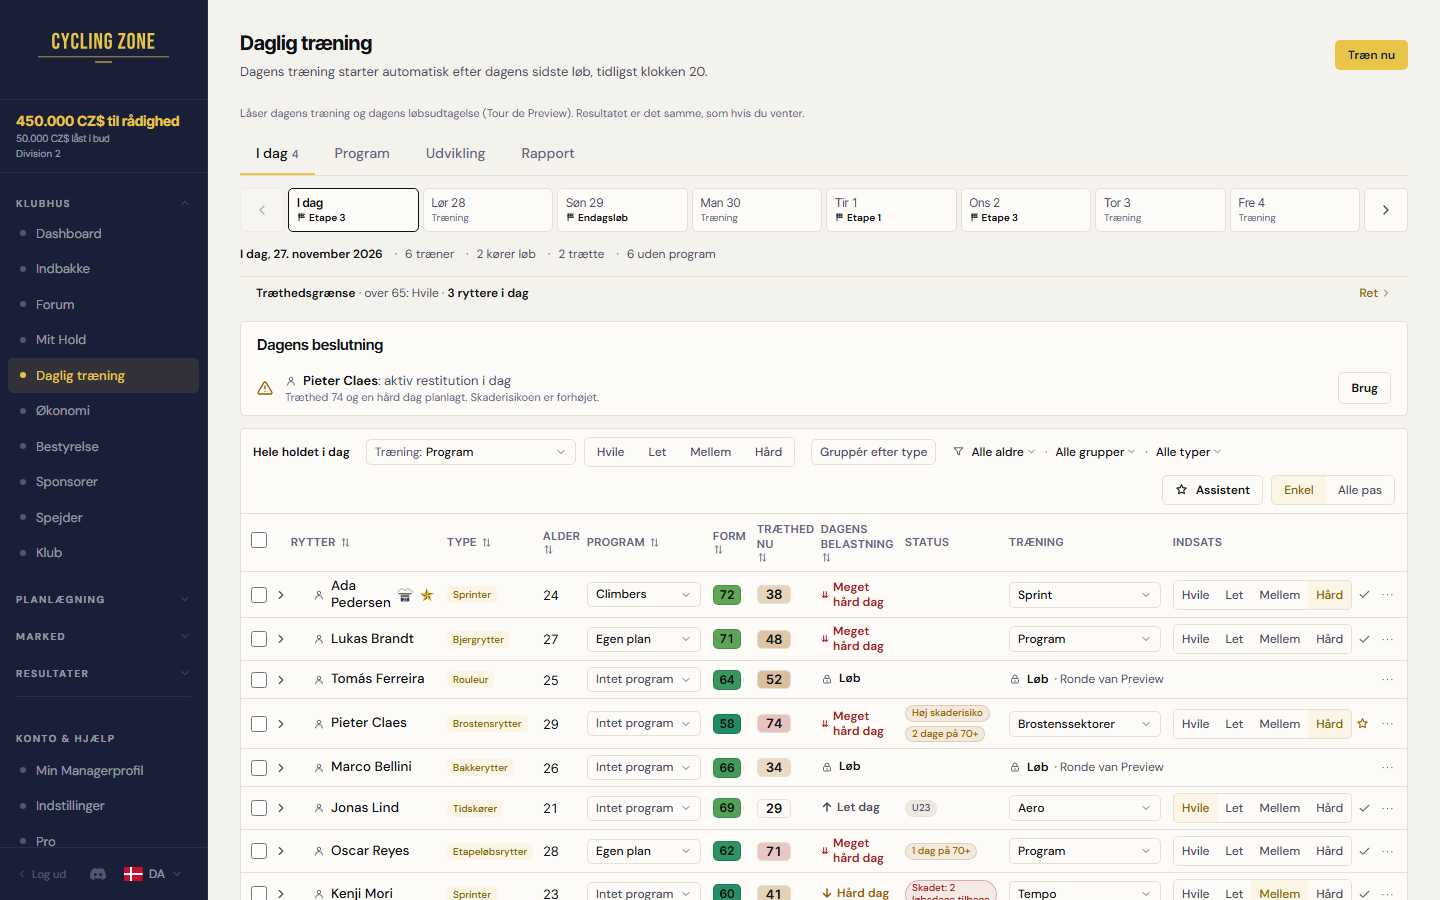 CYCLING ZONE
450.000 CZ$ til rådighed
50.000 CZ$ låst i bud
Division 2
KLUBHUS
Dashboard
Indbakke
Forum
Mit Hold
Daglig træning
Økonomi
Bestyrelse
Sponsorer
Spejder
Klub
PLANLÆGNING
MARKED
RESULTATER
KONTO & HJÆLP
Min Managerprofil
Indstillinger
Pro
Log ud DA
Daglig træning
Dagens træning starter automatisk efter dagens sidste løb, tidligst klokken 20.
Træn nu
Låser dagens træning og dagens løbsudtagelse (Tour de Preview). Resultatet er det samme, som hvis du venter.
I dag 4 Program Udvikling Rapport
I dag Lør 28 Søn 29 Man 30 Tir 1 Ons 2 Tor 3 Fre 4
Etape 3 Træning Endagsløb Træning Etape 1 Etape 3 Træning Træning
I dag, 27. november 2026 · 6 træner · 2 kører løb · 2 trætte · 6 uden program
Træthedsgrænse · over 65: Hvile · 3 ryttere i dag Ret
Dagens beslutning
Pieter Claes: aktiv restitution i dag
Træthed 74 og en hård dag planlagt. Skaderisikoen er forhøjet.
Brug
Hele holdet i dag Træning: Program Hvile Let Mellem Hård Gruppér efter type Alle aldre · Alle grupper · Alle typer
Assistent Enkel Alle pas
RYTTER TYPE ALDER PROGRAM FORM TRÆTHED NU DAGENS BELASTNING STATUS TRÆNING INDSATS
Ada Pedersen Sprinter 24 Climbers 72 38 Meget hård dag Sprint Hvile Let Mellem Hård
Lukas Brandt Bjergrytter 27 Egen plan 71 48 Meget hård dag Program Hvile Let Mellem Hård
Tomás Ferreira Rouleur 25 Intet program 64 52 Løb Løb · Ronde van Preview
Pieter Claes Brostensrytter 29 Intet program 58 74 Meget hård dag Høj skaderisiko 2 dage på 70+ Brostenssektorer Hvile Let Mellem Hård
Marco Bellini Bakkerytter 26 Intet program 66 34 Løb Løb · Ronde van Preview
Jonas Lind Tidskører 21 Intet program 69 29 Let dag U23 Aero Hvile Let Mellem Hård
Oscar Reyes Etapeløbsrytter 28 Egen plan 62 71 Meget hård dag 1 dag på 70+ Program Hvile Let Mellem Hård
Kenji Mori Sprinter 23 Intet program 60 41 Hård dag Skadet: 2 løbsdage tilbage Tempo Hvile Let Mellem Hård